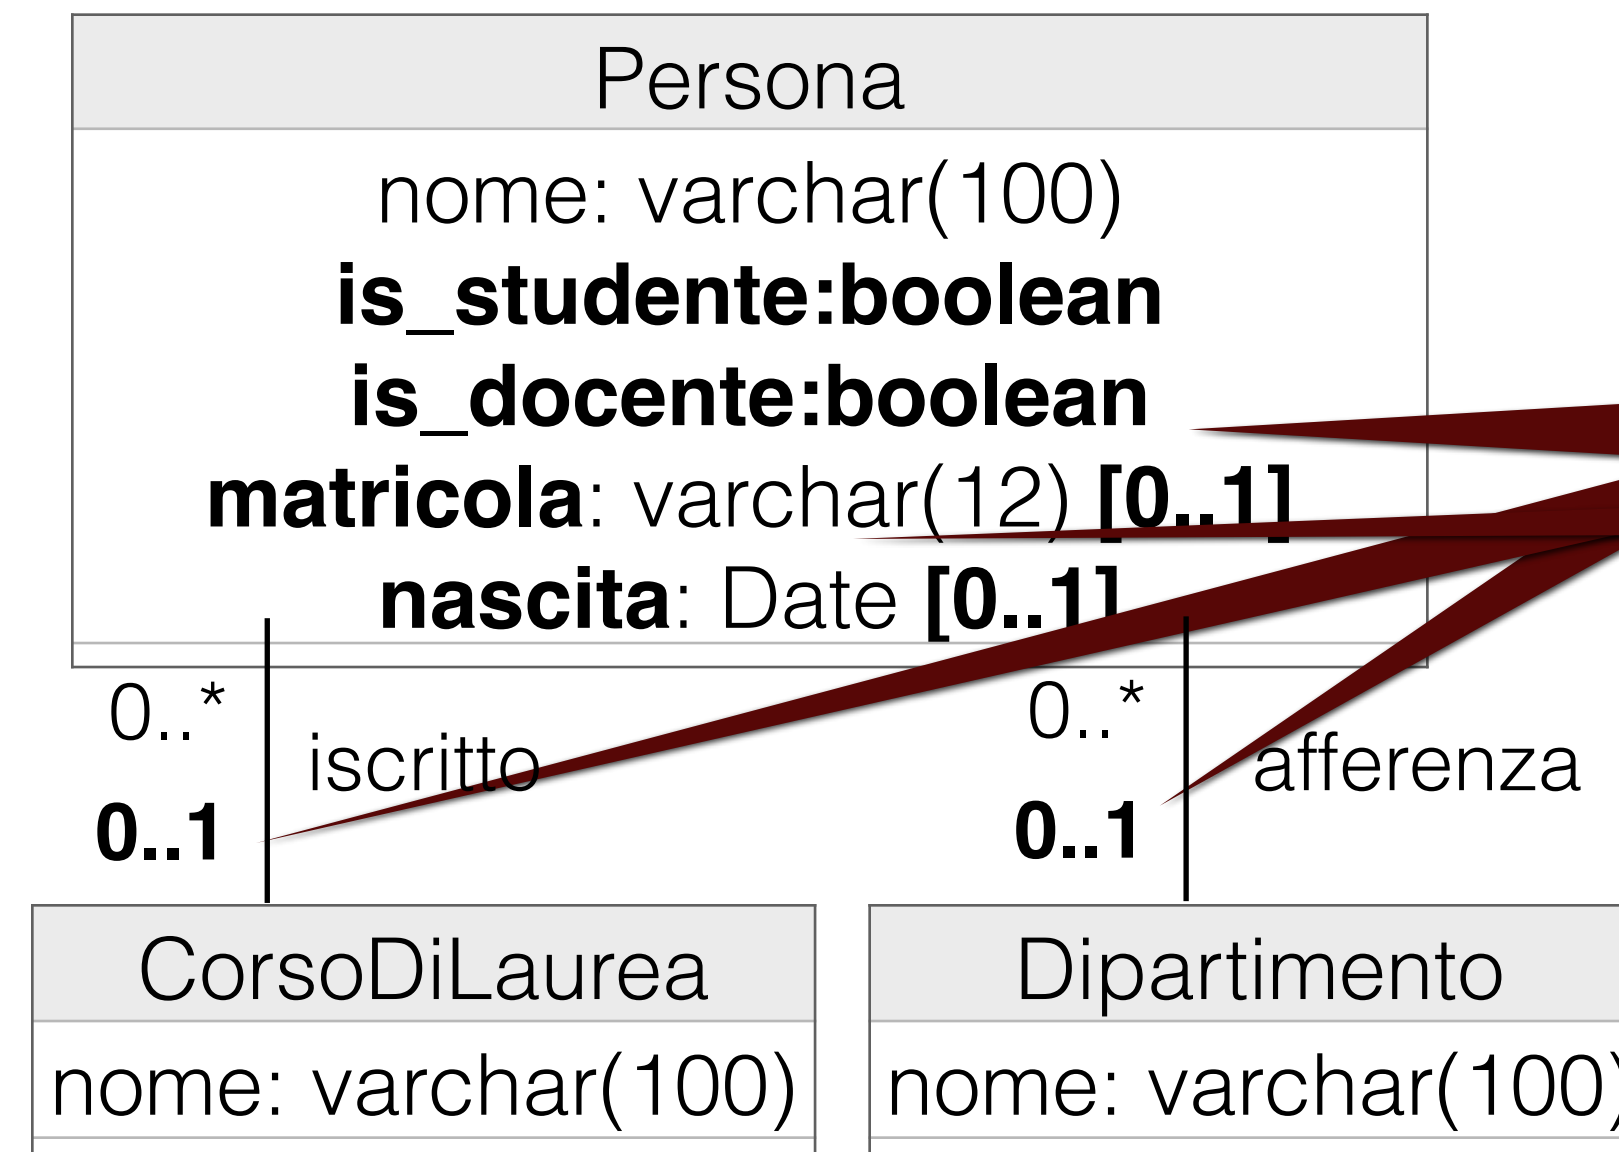 Persona
nome: varchar(100)
is_studente:boolean
is_docente:boolean
matricola: varchar(12) [0..1]
nascita: Date [0..1]
0..*
0..*
iscritto
afferenza
0..1
0..1
CorsoDiLaurea
Dipartimento
nome: varchar(100)
nome: varchar(100)